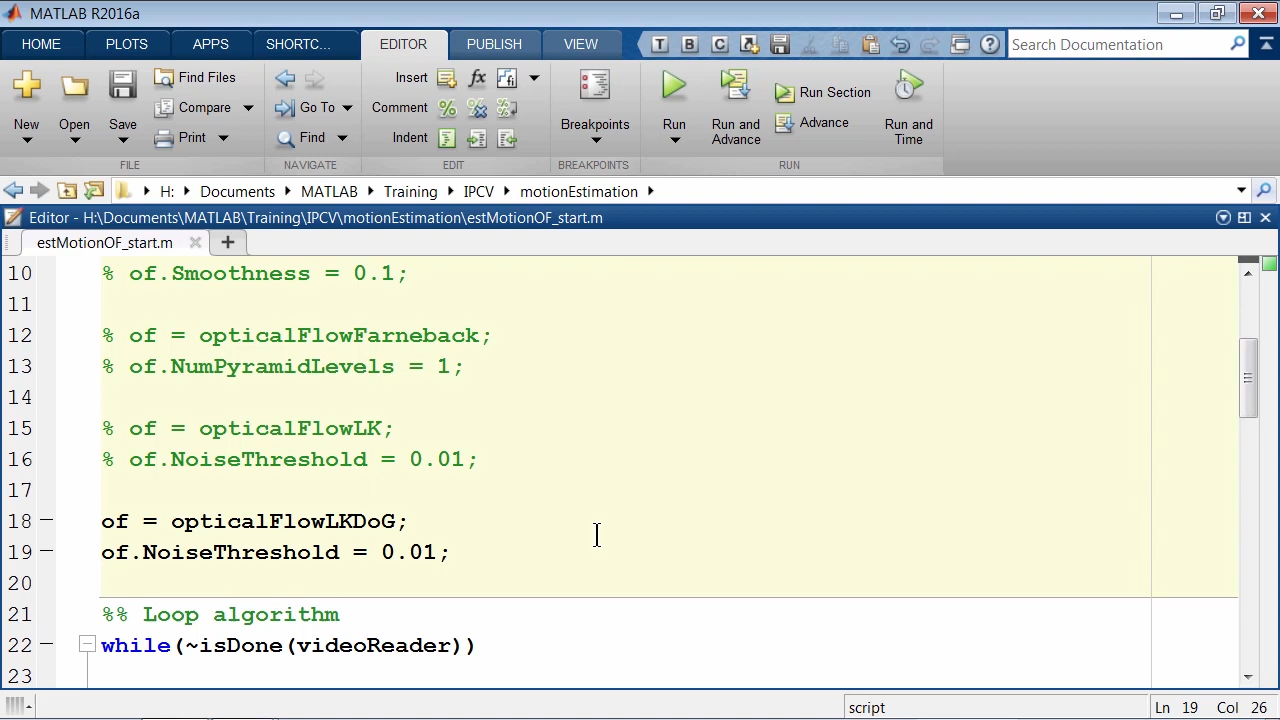 MATLAB R2016a
HOME PLOTS APPS SHORTC... EDITOR PUBLISH VIEW Search Documentation
New Open Save Find Files Compare Print
Go To Find
Insert fx
Comment
Indent
Breakpoints
Run Run and Advance Run Section Advance Run and Time
FILE NAVIGATE EDIT BREAKPOINTS RUN
H: Documents MATLAB Training IPCV motionEstimation
Editor - H:\Documents\MATLAB\Training\IPCV\motionEstimation\estMotionOF_start.m
estMotionOF_start.m
10 % of.Smoothness = 0.1;
11
12 % of = opticalFlowFarneback;
13 % of.NumPyramidLevels = 1;
14
15 % of = opticalFlowLK;
16 % of.NoiseThreshold = 0.01;
17
18 of = opticalFlowLKDoG;
19 of.NoiseThreshold = 0.01;
20
21 %% Loop algorithm
22 while(~isDone(videoReader))
23
script Ln 19 Col 26